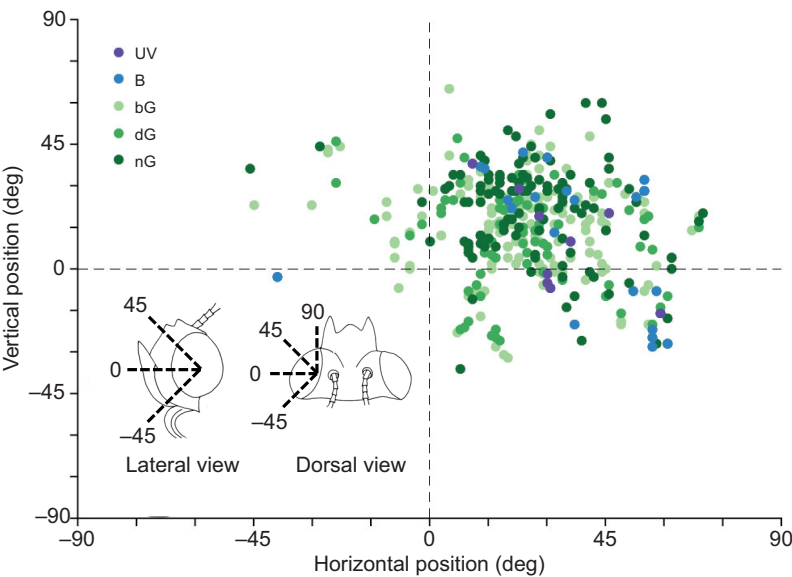 90
45
0
–45
–90
Vertical position (deg)
UV
B
bG
dG
nG
45
0
–45
Lateral view
90
45
0
–45
Dorsal view
–90
–45
0
45
90
Horizontal position (deg)